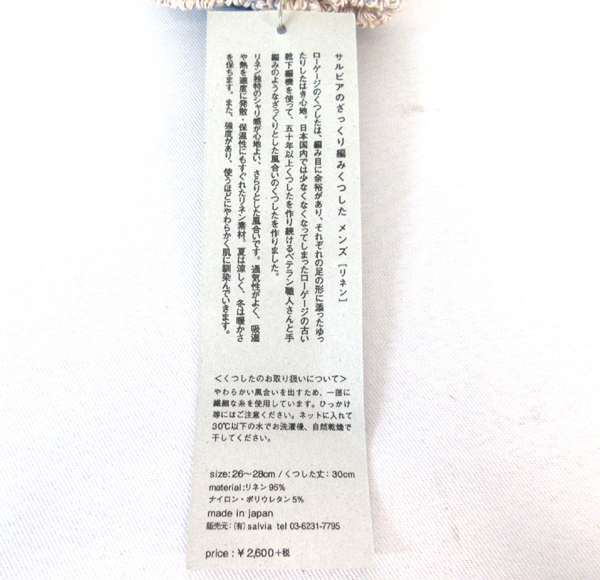 サルビアのざっくり編みくつした メンズ [リネン]
ローゲージのくつしたは、編み目に余裕があり、それぞれの足の形に添ったゆっ
たりしたはき心地。日本国内では少なくなくなってしまったローゲージの古い
靴下編機を使って、五十年以上くつしたを作り続けるベテラン職人さんと手
編みのようなざっくりとした風合いのくつしたを作りました。
リネン独特のシャリ感が心地よい、さらりとした風合いです。通気性がよく、吸湿
や熱を適度に発散・保温性にもすぐれたリネン素材。夏は涼しく、冬は暖かさ
を保ちます。また、強度があり、使うほどにやわらかく肌に馴染んでいきます。
＜くつしたのお取り扱いについて＞
やわらかい風合いを出すため、一部に
繊細な糸を使用しています。ひっかけ
等にはご注意ください。ネットに入れて
30℃以下の水でお洗濯後、自然乾燥で
干してください。
size:26〜28cm / くつした丈：30cm
material:リネン 95%
ナイロン・ポリウレタン5%
made in japan
販売元：(有) salvia tel 03-6231-7795
price : ¥ 2,600+税